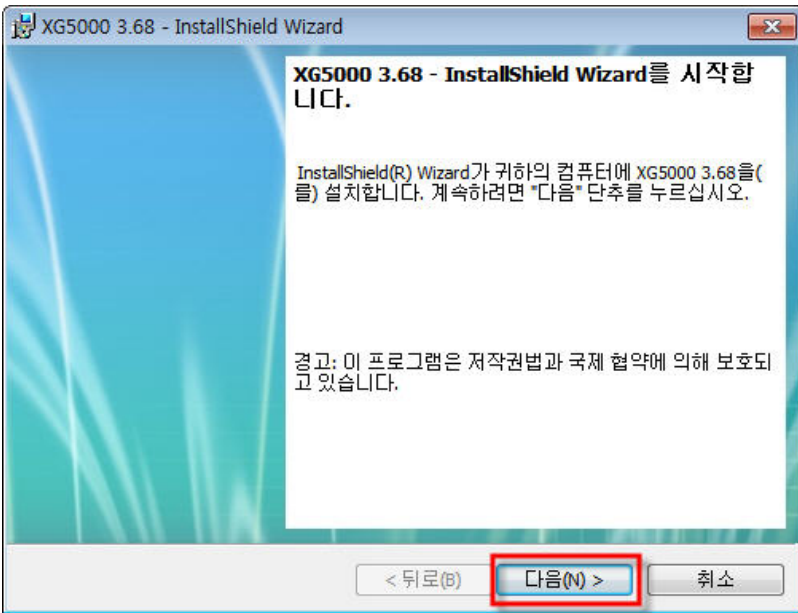 XG5000 3.68 - InstallShield Wizard
XG5000 3.68 - InstallShield Wizard를 시작합
니다.
InstallShield(R) Wizard가 귀하의 컴퓨터에 XG5000 3.68을(
를) 설치합니다. 계속하려면 "다음" 단추를 누르십시오.
경고: 이 프로그램은 저작권법과 국제 협약에 의해 보호되
고 있습니다.
< 뒤로(B)
다음(N) >
취소